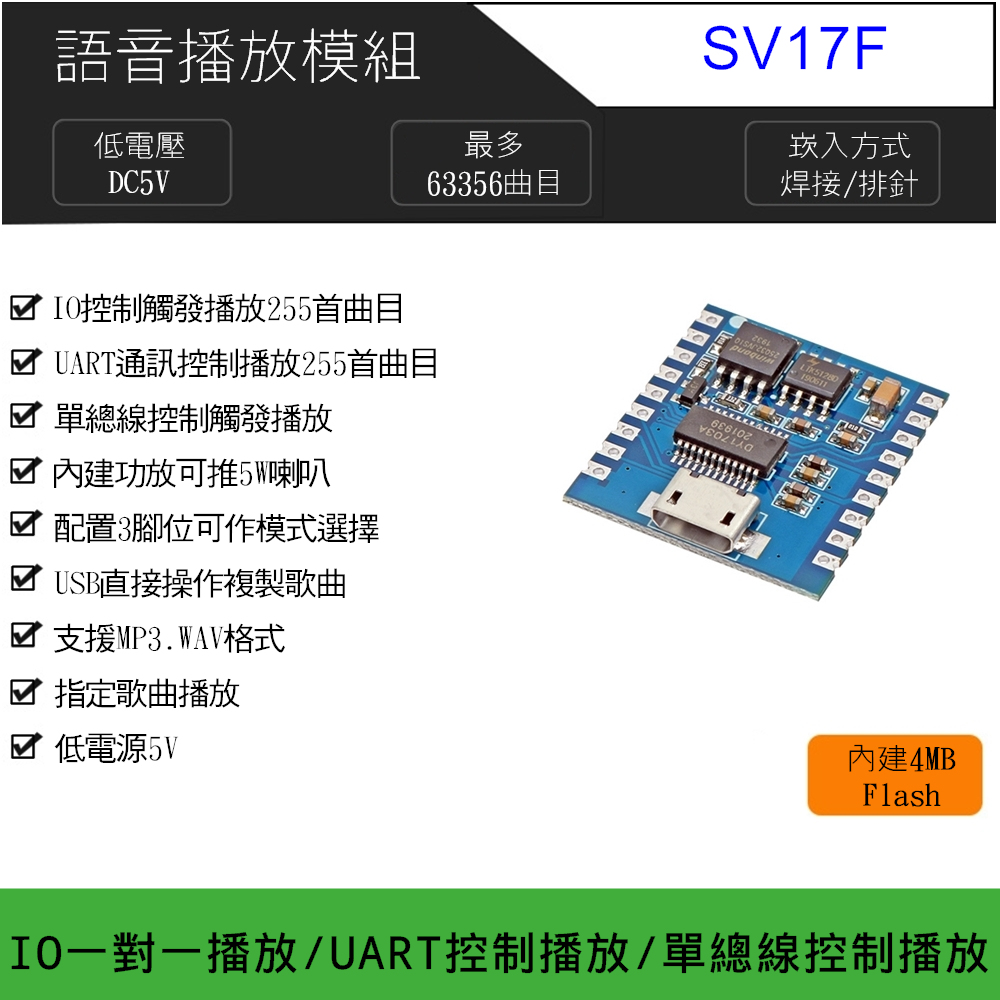 語音播放模組
SV17F
低電壓
DC5V
最多
63356曲目
崁入方式
焊接/排針
IO控制觸發播放255首曲目
UART通訊控制播放255首曲目
單總線控制觸發播放
內建功放可推5W喇叭
配置3腳位可作模式選擇
USB直接操作複製歌曲
支援MP3.WAV格式
指定歌曲播放
低電源5V
winbond
25Q32JVSIQ
1932
DY1703A
201939
內建4MB
Flash
IO一對一播放/UART控制播放/單總線控制播放